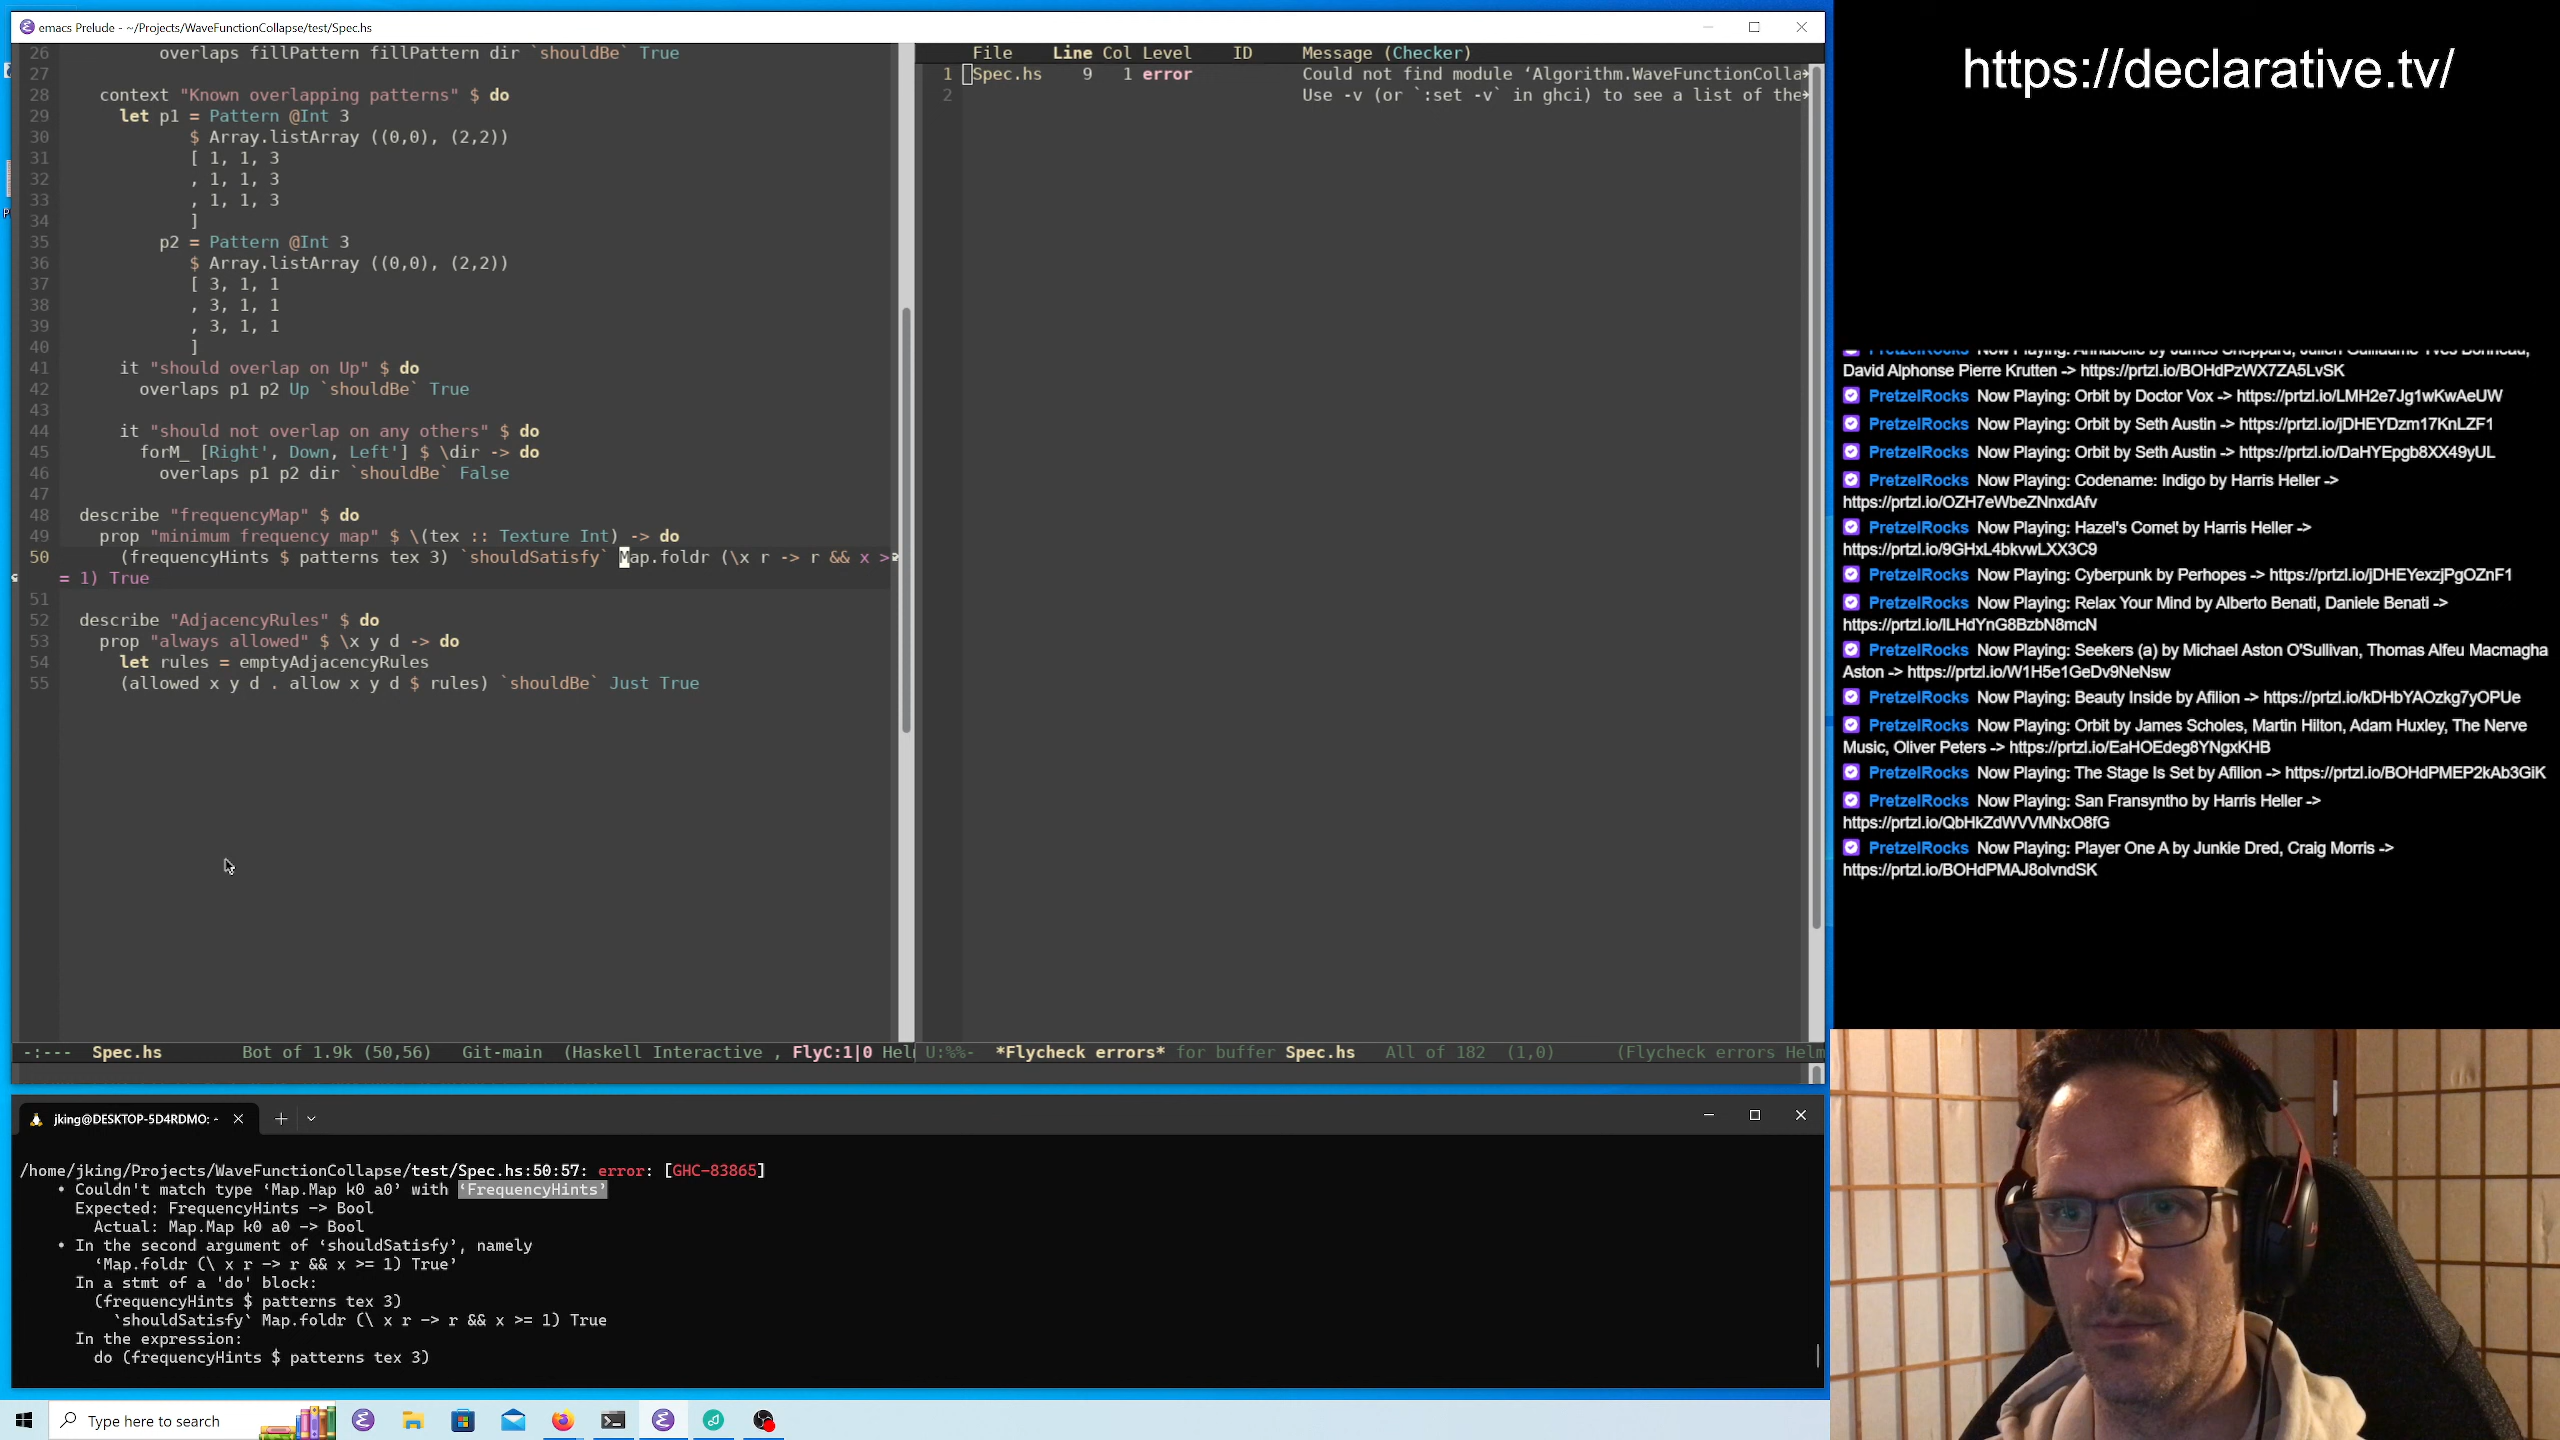 emacs Prelude - ~/Projects/WaveFunctionCollapse/test/Spec.hs
26 overlaps fillPattern fillPattern dir `shouldBe` True
27
28 context "Known overlapping patterns" $ do
29 let p1 = Pattern @Int 3
30 $ Array.listArray ((0,0), (2,2))
31 [ 1, 1, 3
32 , 1, 1, 3
33 , 1, 1, 3
34 ]
35 p2 = Pattern @Int 3
36 $ Array.listArray ((0,0), (2,2))
37 [ 3, 1, 1
38 , 3, 1, 1
39 , 3, 1, 1
40 ]
41 it "should overlap on Up" $ do
42 overlaps p1 p2 Up `shouldBe` True
43
44 it "should not overlap on any others" $ do
45 forM_ [Right', Down, Left'] $ \dir -> do
46 overlaps p1 p2 dir `shouldBe` False
47
48 describe "frequencyMap" $ do
49 prop "minimum frequency map" $ \(tex :: Texture Int) -> do
50 (frequencyHints $ patterns tex 3) `shouldSatisfy` Map.foldr (\x r -> r && x >
= 1) True
51
52 describe "AdjacencyRules" $ do
53 prop "always allowed" $ \x y d -> do
54 let rules = emptyAdjacencyRules
55 (allowed x y d . allow x y d $ rules) `shouldBe` Just True
-:--- Spec.hs Bot of 1.9k (50,56) Git-main (Haskell Interactive , FlyC:1|0 Hel
File Line Col Level ID Message (Checker)
1 Spec.hs 9 1 error Could not find module ‘Algorithm.WaveFunctionColla
2 Use -v (or `:set -v` in ghci) to see a list of the
U:%%- *Flycheck errors* for buffer Spec.hs All of 182 (1,0) (Flycheck errors Helm
jking@DESKTOP-5D4RDMO: ~
/home/jking/Projects/WaveFunctionCollapse/test/Spec.hs:50:57: error: [GHC-83865]
• Couldn't match type ‘Map.Map k0 a0’ with ‘FrequencyHints’
Expected: FrequencyHints -> Bool
Actual: Map.Map k0 a0 -> Bool
• In the second argument of ‘shouldSatisfy’, namely
‘Map.foldr (\ x r -> r && x >= 1) True’
In a stmt of a 'do' block:
(frequencyHints $ patterns tex 3)
`shouldSatisfy` Map.foldr (\ x r -> r && x >= 1) True
In the expression:
do (frequencyHints $ patterns tex 3)
Type here to search
https://declarative.tv/
PretzelRocks Now Playing: Annabelle by James Sheppard, Julien Guillaume Yves Bonneau,
David Alphonse Pierre Krutten -> https://prtzl.io/BOHdPzWX7ZA5LvSK
PretzelRocks Now Playing: Orbit by Doctor Vox -> https://prtzl.io/LMH2e7Jg1wKwAeUW
PretzelRocks Now Playing: Orbit by Seth Austin -> https://prtzl.io/jDHEYDzm17KnLZF1
PretzelRocks Now Playing: Orbit by Seth Austin -> https://prtzl.io/DaHYEpgb8XX49yUL
PretzelRocks Now Playing: Codename: Indigo by Harris Heller ->
https://prtzl.io/OZH7eWbeZNnxdAfv
PretzelRocks Now Playing: Hazel's Comet by Harris Heller ->
https://prtzl.io/9GHxL4bkvwLXX3C9
PretzelRocks Now Playing: Cyberpunk by Perhopes -> https://prtzl.io/jDHEYexzjPgOZnF1
PretzelRocks Now Playing: Relax Your Mind by Alberto Benati, Daniele Benati ->
https://prtzl.io/lLHdYnG8BzbN8mcN
PretzelRocks Now Playing: Seekers (a) by Michael Aston O'Sullivan, Thomas Alfeu Macmagha
Aston -> https://prtzl.io/W1H5e1GeDv9NeNsw
PretzelRocks Now Playing: Beauty Inside by Afilion -> https://prtzl.io/kDHbYAOzkg7yOPUe
PretzelRocks Now Playing: Orbit by James Scholes, Martin Hilton, Adam Huxley, The Nerve
Music, Oliver Peters -> https://prtzl.io/EaHOEdeg8YNgxKHB
PretzelRocks Now Playing: The Stage Is Set by Afilion -> https://prtzl.io/BOHdPMEP2kAb3GiK
PretzelRocks Now Playing: San Fransyntho by Harris Heller ->
https://prtzl.io/QbHkZdWVVMNxO8fG
PretzelRocks Now Playing: Player One A by Junkie Dred, Craig Morris ->
https://prtzl.io/BOHdPMAJ8olvndSK